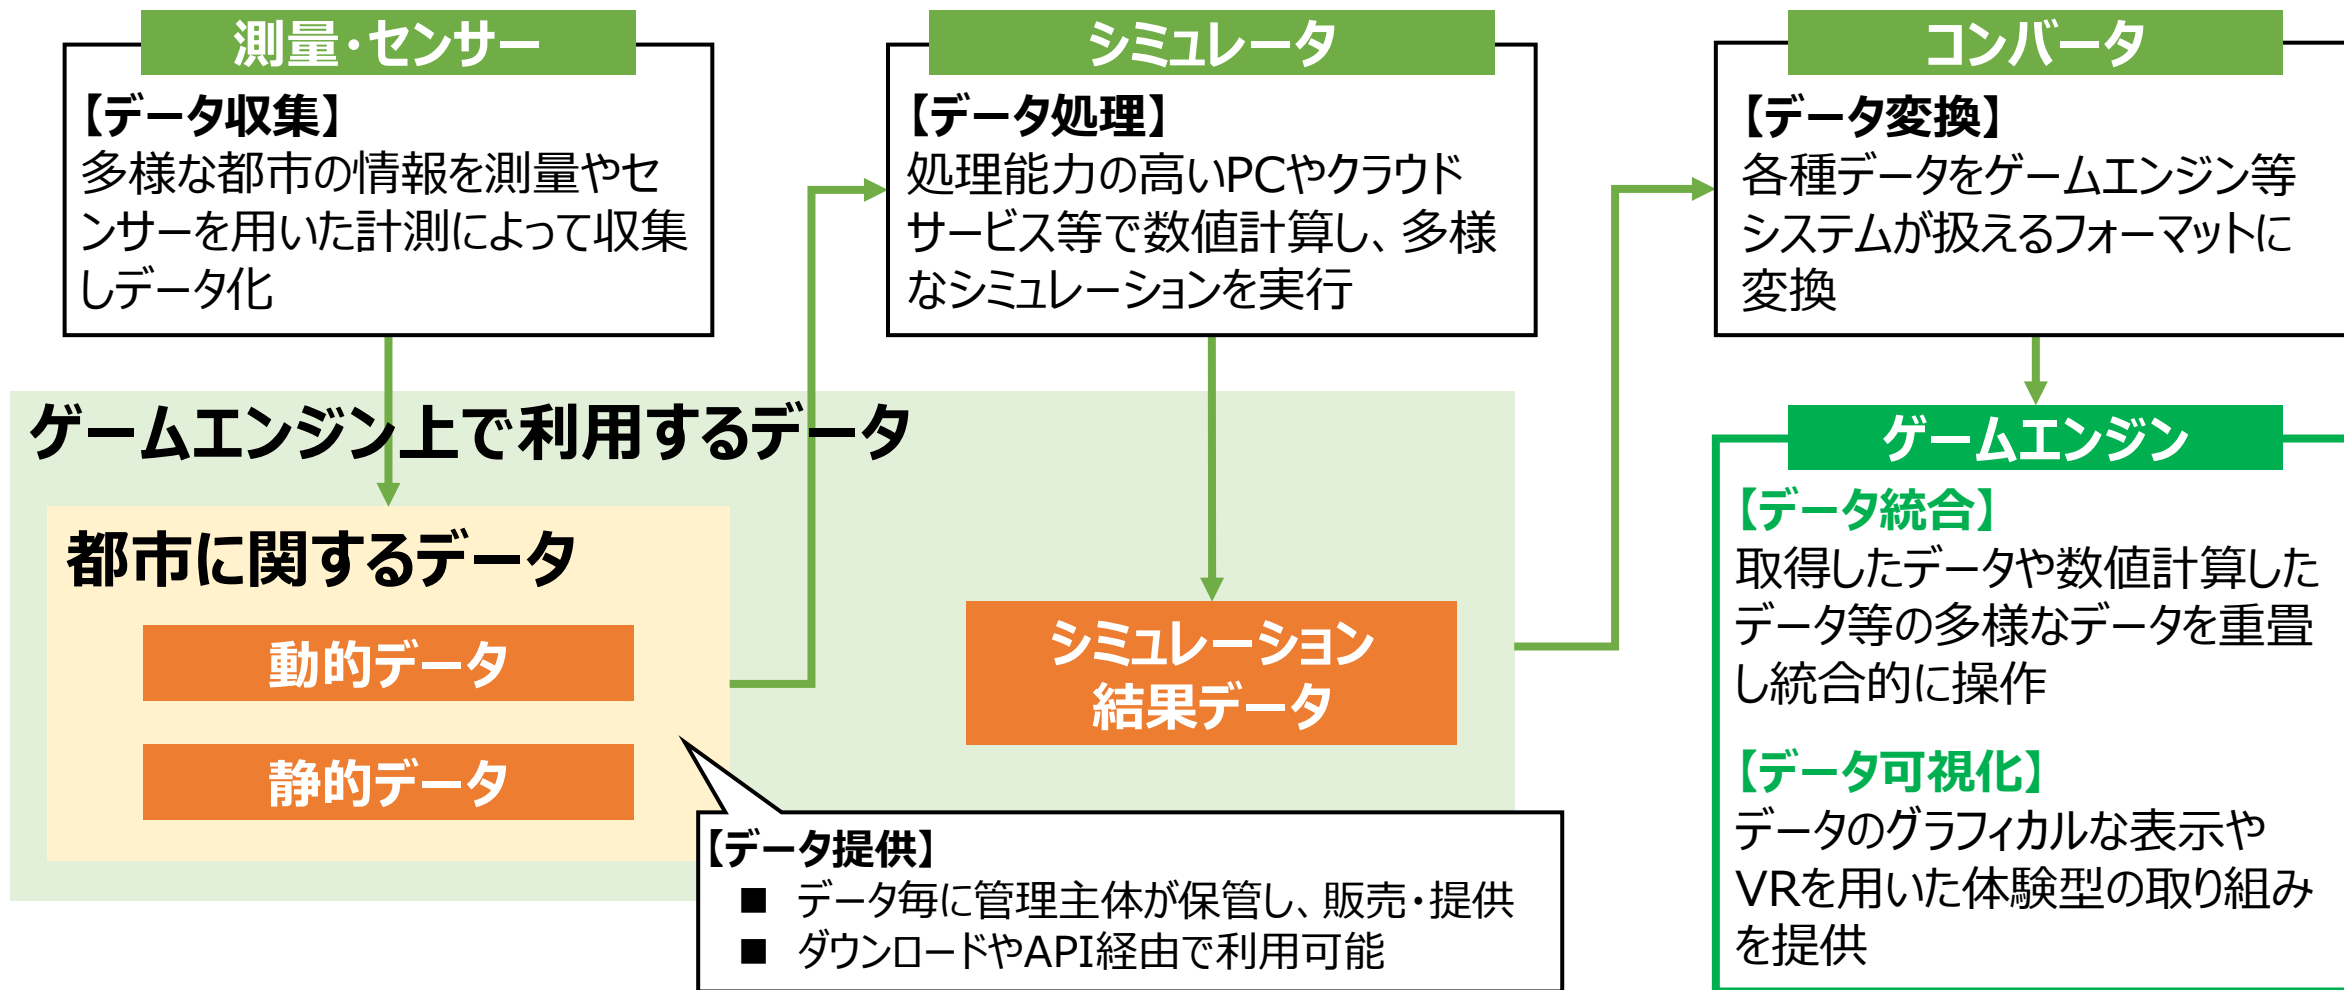 測量・センサー
【データ収集】
多様な都市の情報を測量やセ
ンサーを用いた計測によって収集
しデータ化
シミュレータ
【データ処理】
処理能力の高いPCやクラウド
サービス等で数値計算し、多様
なシミュレーションを実行
コンバータ
【データ変換】
各種データをゲームエンジン等
システムが扱えるフォーマットに
変換
ゲームエンジン上で利用するデータ
都市に関するデータ
動的データ
静的データ
シミュレーション
結果データ
【データ提供】
■ データ毎に管理主体が保管し、販売・提供
■ ダウンロードやAPI経由で利用可能
ゲームエンジン
【データ統合】
取得したデータや数値計算した
データ等の多様なデータを重畳
し統合的に操作
【データ可視化】
データのグラフィカルな表示や
VRを用いた体験型の取り組み
を提供